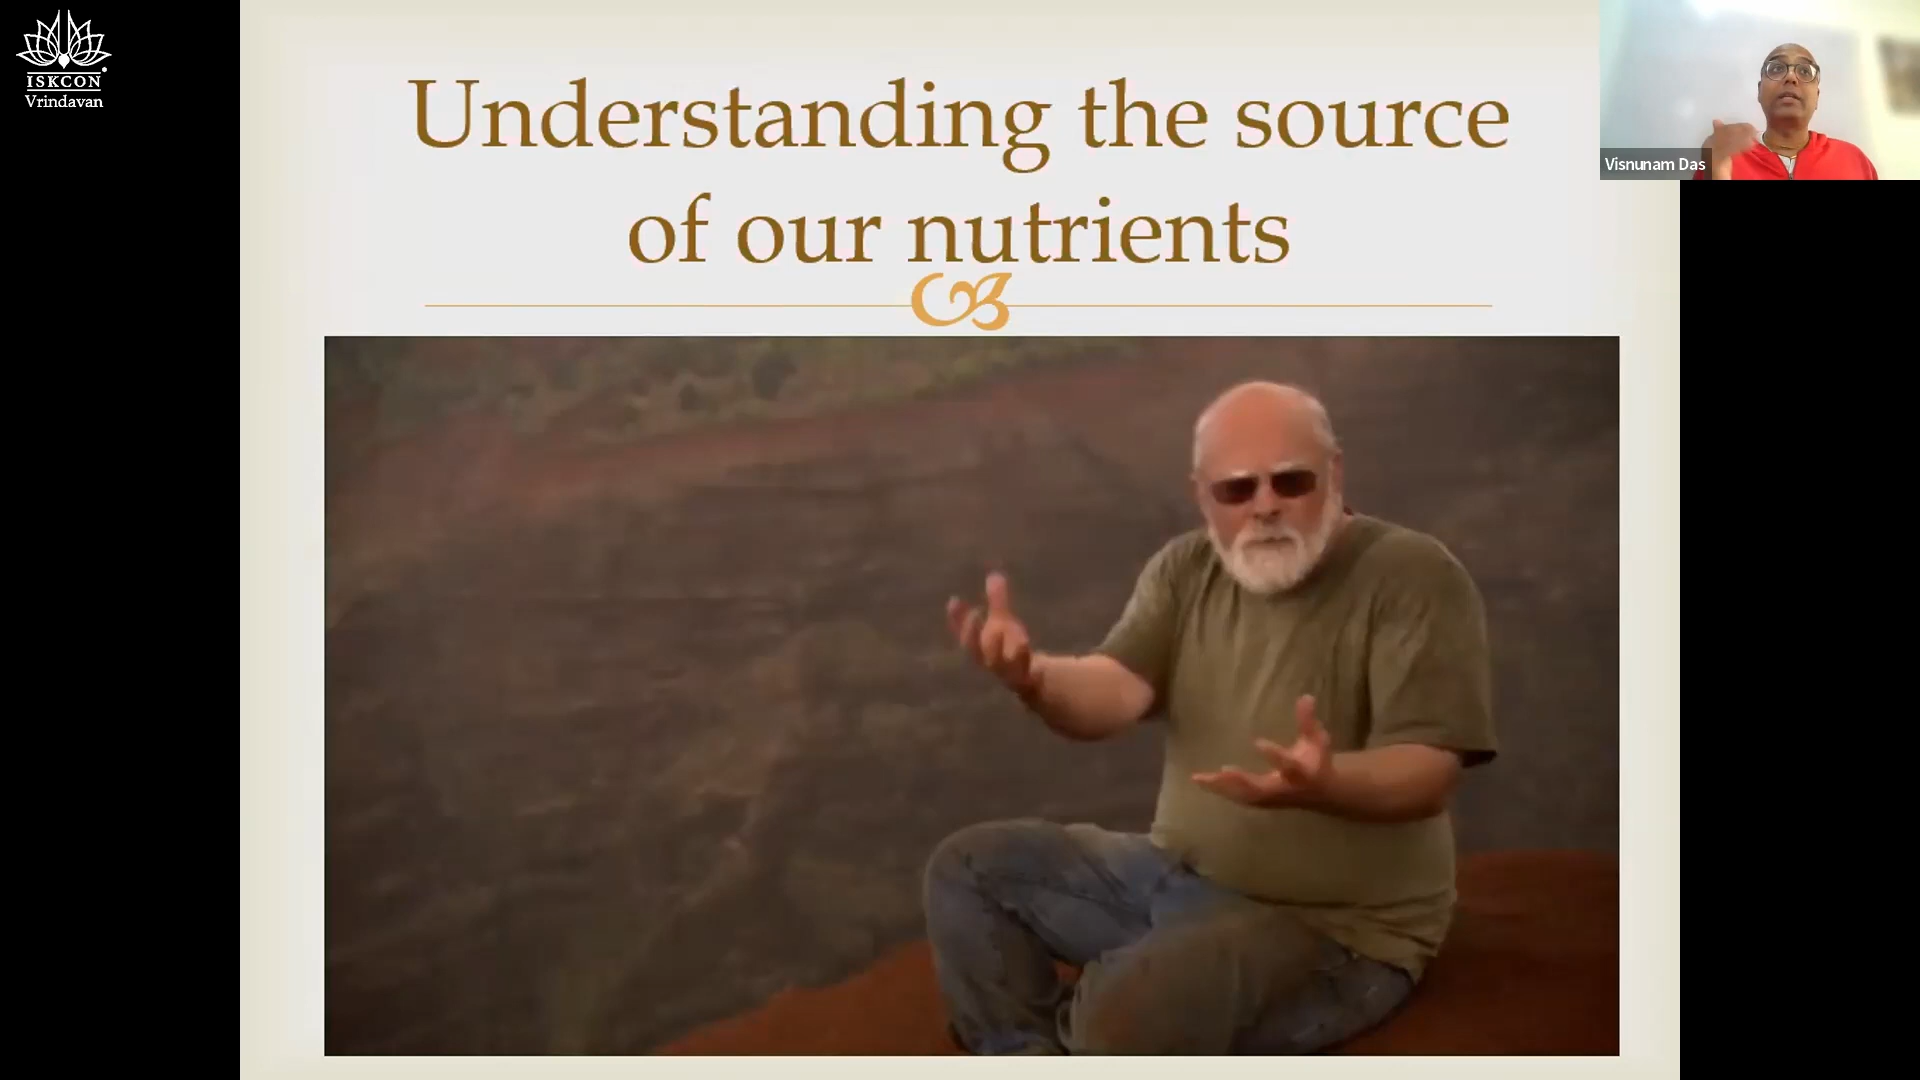 ISKCON
Vrindavan
Understanding the source
of our nutrients
Visnunam Das